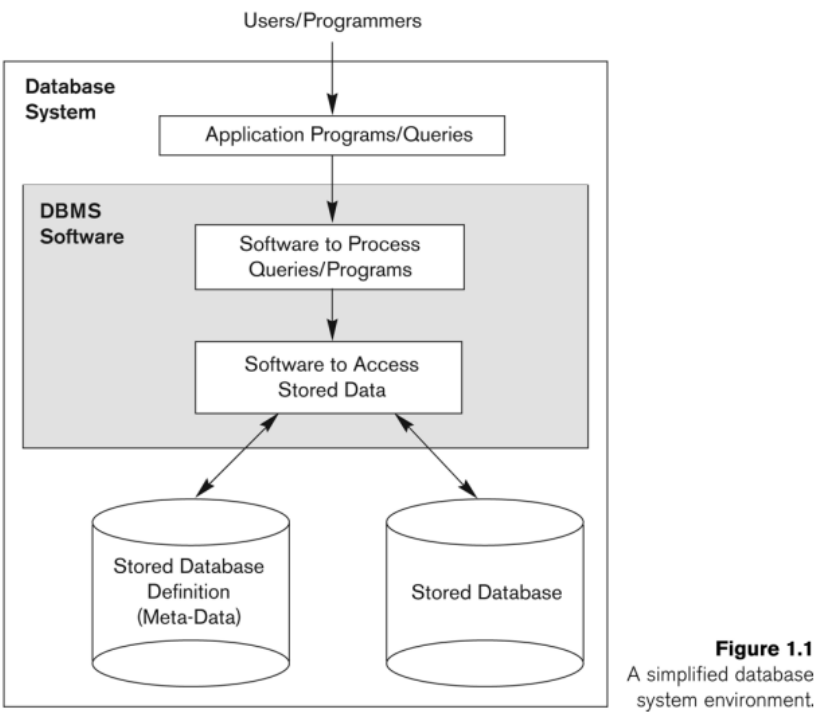 Users/Programmers
Database
System
Application Programs/Queries
DBMS
Software
Software to Process
Queries/Programs
Software to Access
Stored Data
Stored Database
Definition
(Meta-Data)
Stored Database
Figure 1.1
A simplified database
system environment.